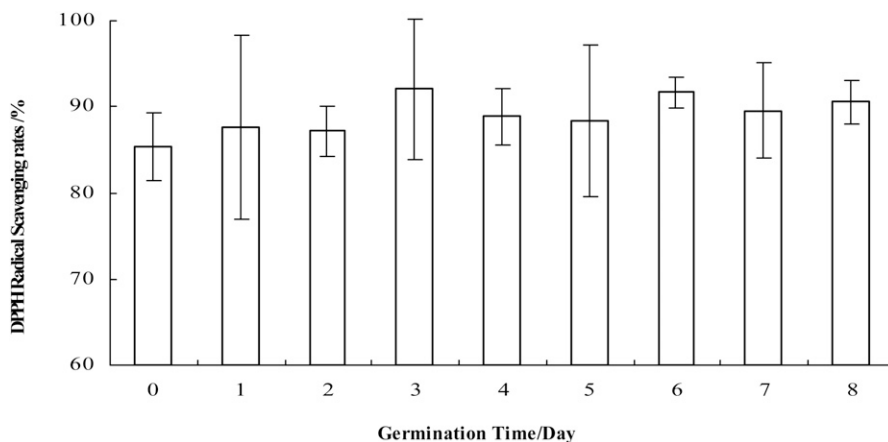 DPPH Radical Scavenging rates /%
100
90
80
70
60
0 1 2 3 4 5 6 7 8
Germination Time/Day